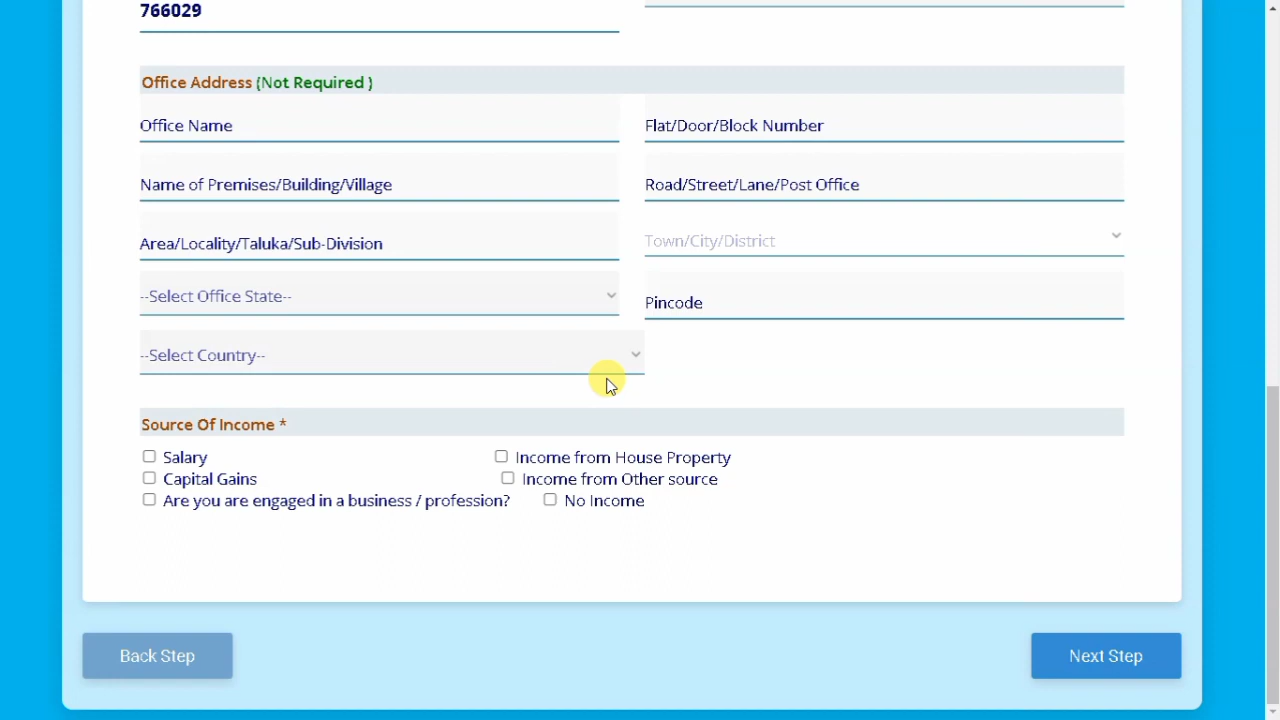 766029
Office Address (Not Required )
Office Name
Flat/Door/Block Number
Name of Premises/Building/Village
Road/Street/Lane/Post Office
Area/Locality/Taluka/Sub-Division
Town/City/District
--Select Office State--
Pincode
--Select Country--
Source Of Income *
Salary
Income from House Property
Capital Gains
Income from Other source
Are you are engaged in a business / profession?
No Income
Back Step
Next Step